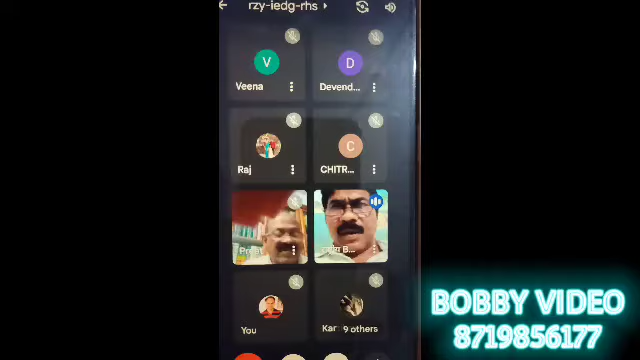 rzy-iedg-rhs
V
D
Veena
Devend...
C
Raj
CHITR...
You
Kar 9 others
BOBBY VIDEO
8719856177